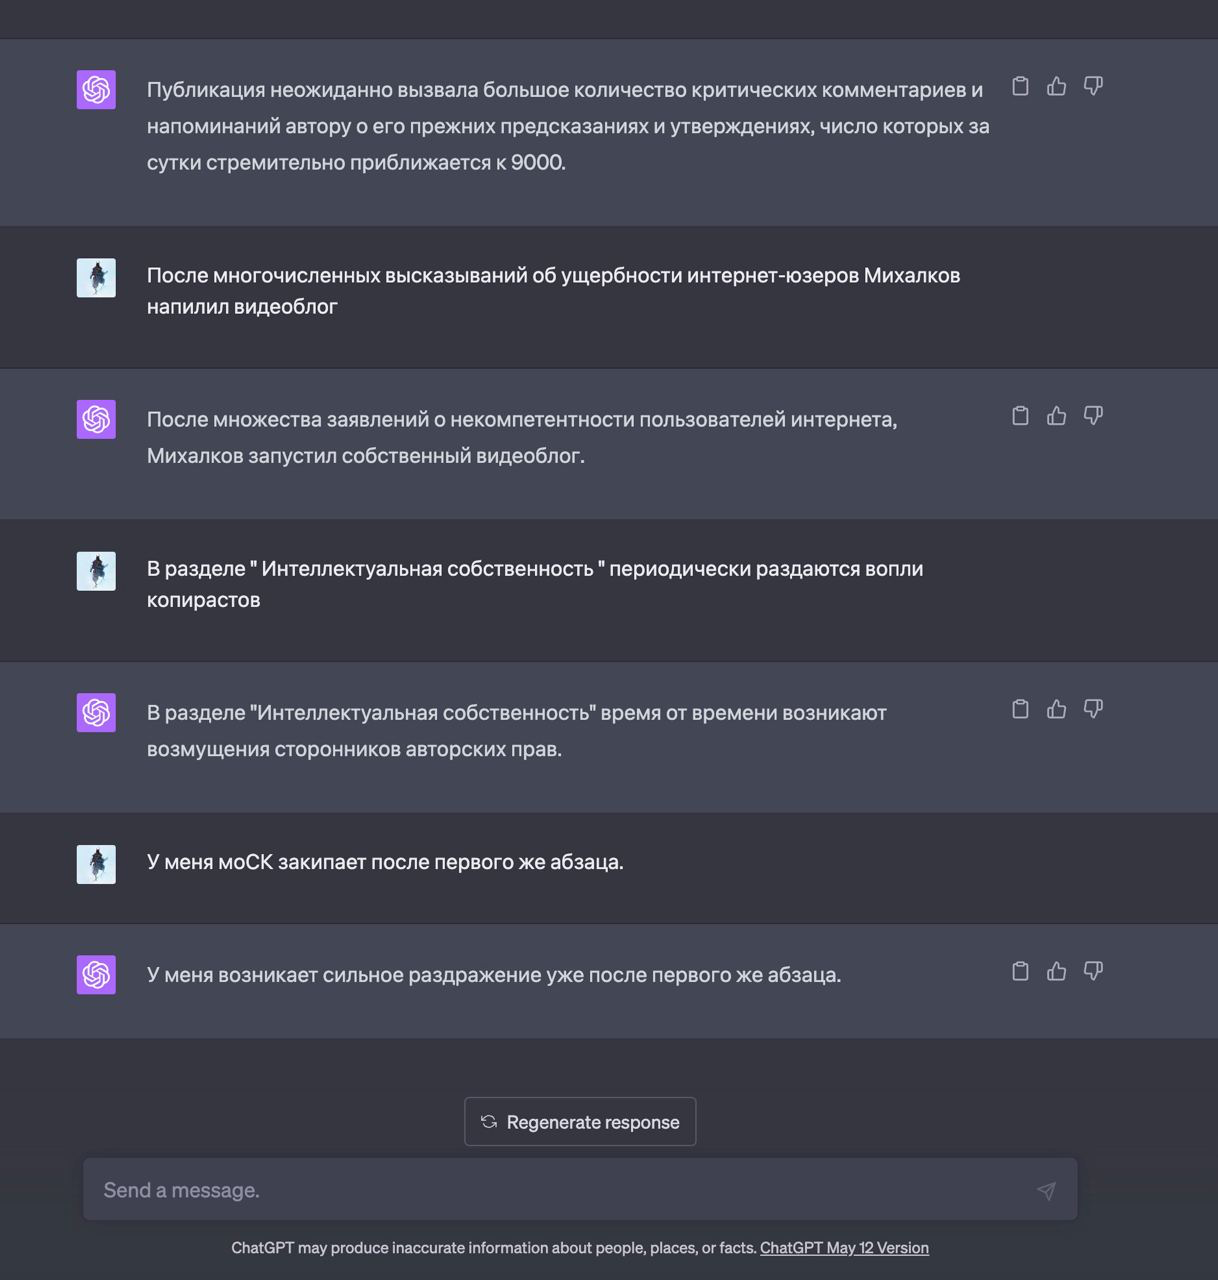 Публикация неожиданно вызвала большое количество критических комментариев и
напоминаний автору о его прежних предсказаниях и утверждениях, число которых за
сутки стремительно приближается к 9000.
После многочисленных высказываний об ущербности интернет-юзеров Михалков
напилил видеоблог
После множества заявлений о некомпетентности пользователей интернета,
Михалков запустил собственный видеоблог.
В разделе " Интеллектуальная собственность " периодически раздаются вопли
копирастов
В разделе "Интеллектуальная собственность" время от времени возникают
возмущения сторонников авторских прав.
У меня моСК закипает после первого же абзаца.
У меня возникает сильное раздражение уже после первого же абзаца.
Regenerate response
Send a message.
ChatGPT may produce inaccurate information about people, places, or facts. ChatGPT May 12 Version